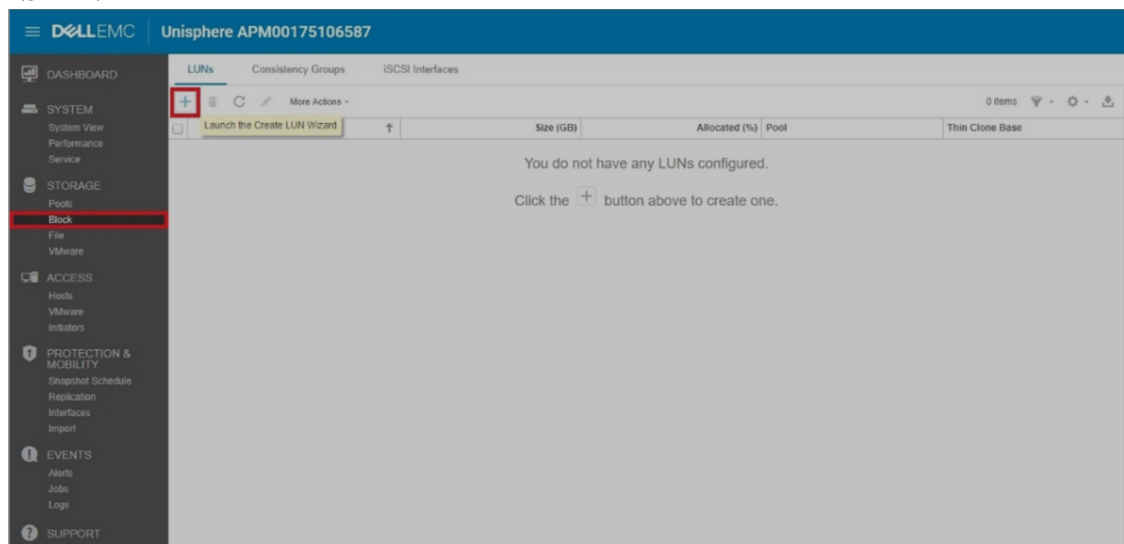 DELLEMC Unisphere APM00175106587
DASHBOARD
SYSTEM
System View
Performance
Service
STORAGE
Pools
Block
File
VMware
ACCESS
Hosts
VMware
Initiators
PROTECTION &
MOBILITY
Snapshot Schedule
Replication
Interfaces
Import
EVENTS
Alerts
Jobs
Logs
SUPPORT
LUNs Consistency Groups iSCSI Interfaces
More Actions
0 items
Launch the Create LUN Wizard
Size (GB) Allocated (%) Pool Thin Clone Base
You do not have any LUNs configured.
Click the + button above to create one.